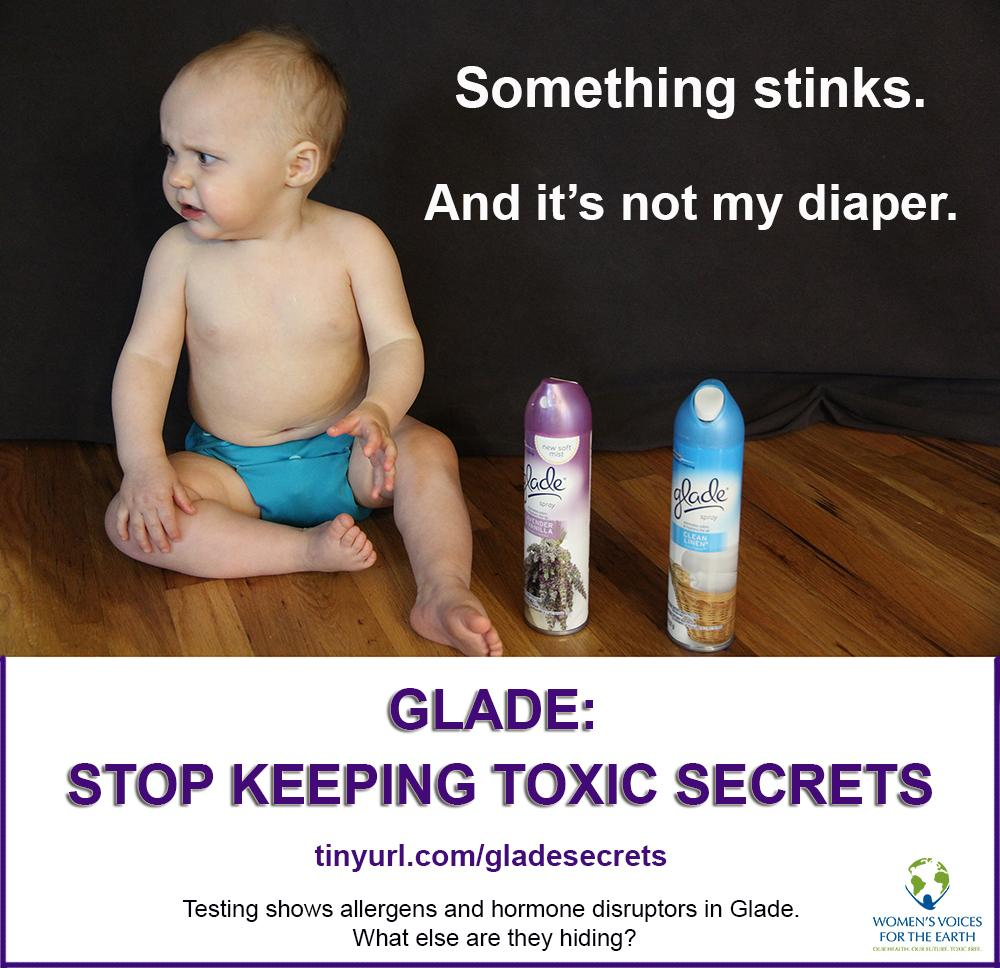 Something stinks.
And it's not my diaper.
new soft
mist
glade
spray
VANILLA
glade
spray
CLEAN
LINEN
GLADE:
STOP KEEPING TOXIC SECRETS
tinyurl.com/gladesecrets
Testing shows allergens and hormone disruptors in Glade.
What else are they hiding?
WOMEN'S VOICES
FOR THE EARTH
OUR HEALTH. OUR FUTURE. TOXIC FREE.